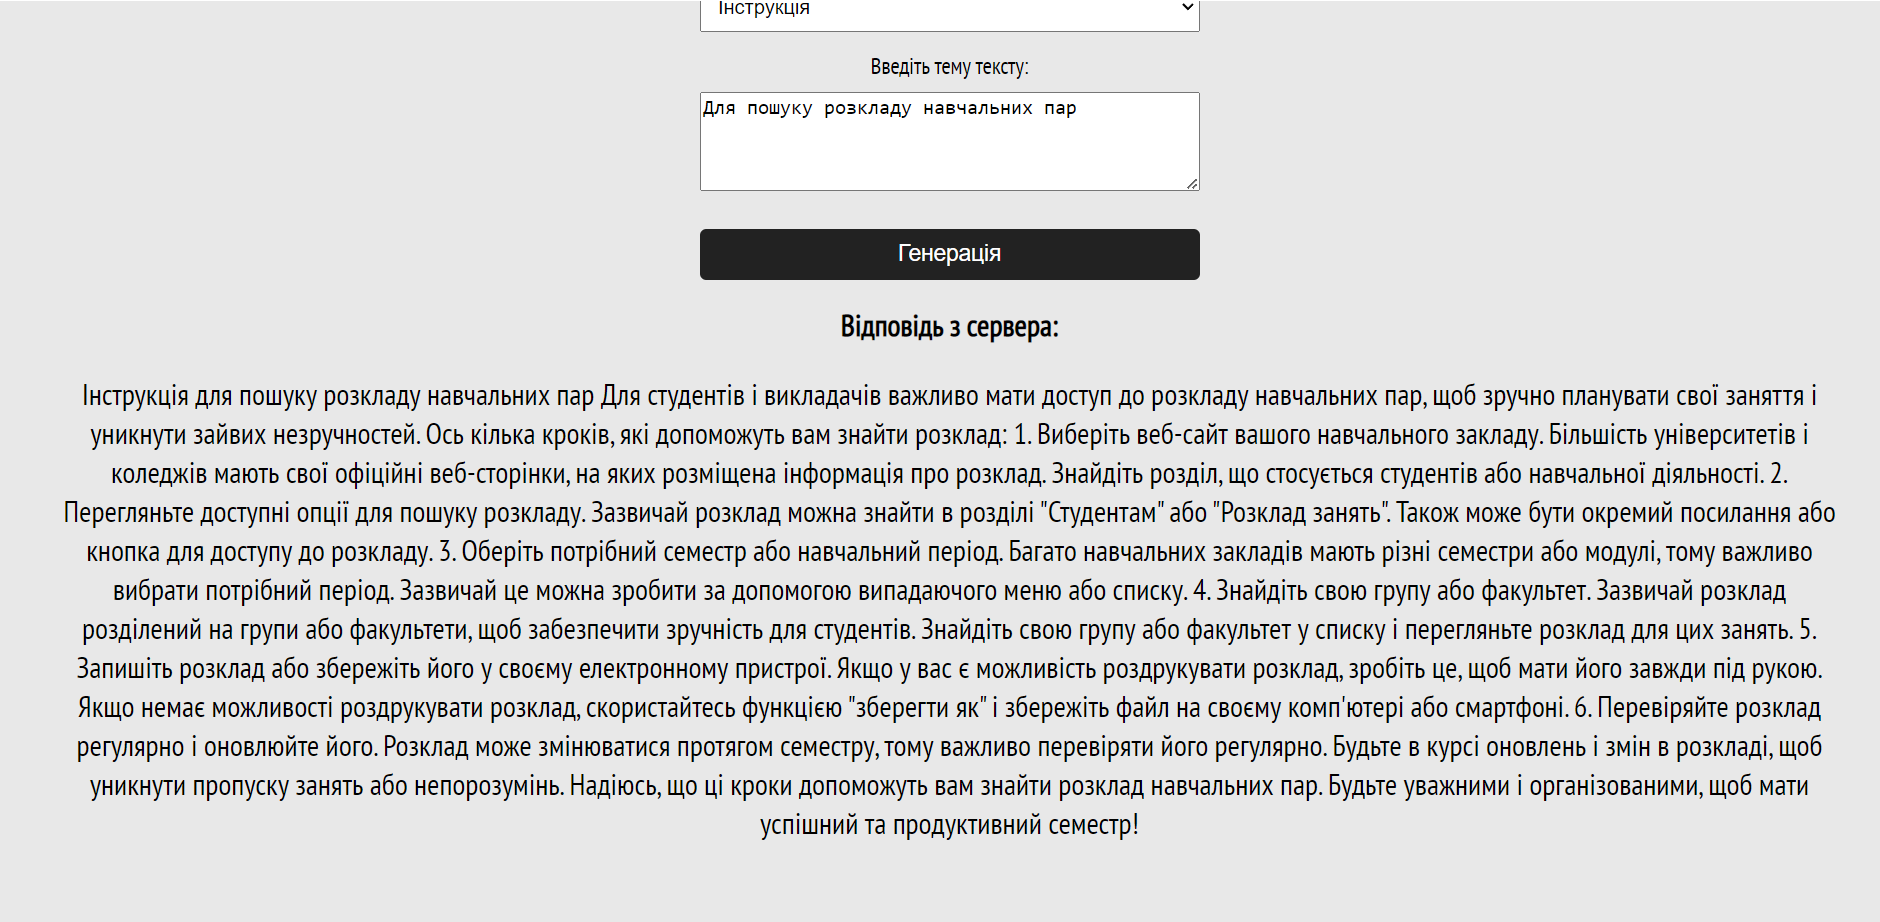 Інструкція
Введіть тему тексту:
Для пошуку розкладу навчальних пар
Генерація
Відповідь з сервера:
Інструкція для пошуку розкладу навчальних пар Для студентів і викладачів важливо мати доступ до розкладу навчальних пар, щоб зручно планувати свої заняття і
уникнути зайвих незручностей. Ось кілька кроків, які допоможуть вам знайти розклад: 1. Виберіть веб-сайт вашого навчального закладу. Більшість університетів і
коледжів мають свої офіційні веб-сторінки, на яких розміщена інформація про розклад. Знайдіть розділ, що стосується студентів або навчальної діяльності. 2.
Перегляньте доступні опції для пошуку розкладу. Зазвичай розклад можна знайти в розділі "Студентам" або "Розклад занять". Також може бути окремий посилання або
кнопка для доступу до розкладу. 3. Оберіть потрібний семестр або навчальний період. Багато навчальних закладів мають різні семестри або модулі, тому важливо
вибрати потрібний період. Зазвичай це можна зробити за допомогою випадаючого меню або списку. 4. Знайдіть свою групу або факультет. Зазвичай розклад
розділений на групи або факультети, щоб забезпечити зручність для студентів. Знайдіть свою групу або факультет у списку і перегляньте розклад для цих занять. 5.
Запишіть розклад або збережіть його у своєму електронному пристрої. Якщо у вас є можливість роздрукувати розклад, зробіть це, щоб мати його завжди під рукою.
Якщо немає можливості роздрукувати розклад, скористайтесь функцією "зберегти як" і збережіть файл на своєму комп'ютері або смартфоні. 6. Перевіряйте розклад
регулярно і оновлюйте його. Розклад може змінюватися протягом семестру, тому важливо перевіряти його регулярно. Будьте в курсі оновлень і змін в розкладі, щоб
уникнути пропуску занять або непорозумінь. Надіюсь, що ці кроки допоможуть вам знайти розклад навчальних пар. Будьте уважними і організованими, щоб мати
успішний та продуктивний семестр!